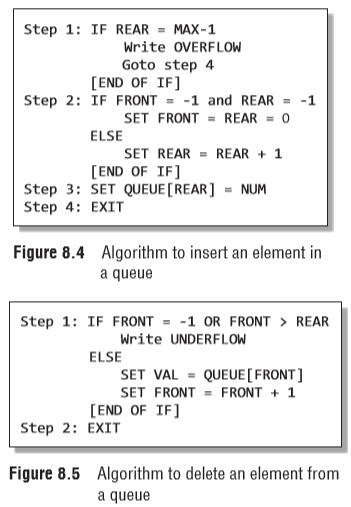 Step 1: IF REAR = MAX-1
Write OVERFLOW
Goto step 4
[END OF IF]
Step 2: IF FRONT = -1 and REAR = -1
SET FRONT = REAR = 0
ELSE
SET REAR = REAR + 1
[END OF IF]
Step 3: SET QUEUE[REAR] = NUM
Step 4: EXIT
Figure 8.4 Algorithm to insert an element in
a queue
Step 1: IF FRONT = -1 OR FRONT > REAR
Write UNDERFLOW
ELSE
SET VAL = QUEUE[FRONT]
SET FRONT = FRONT + 1
[END OF IF]
Step 2: EXIT
Figure 8.5 Algorithm to delete an element from
a queue